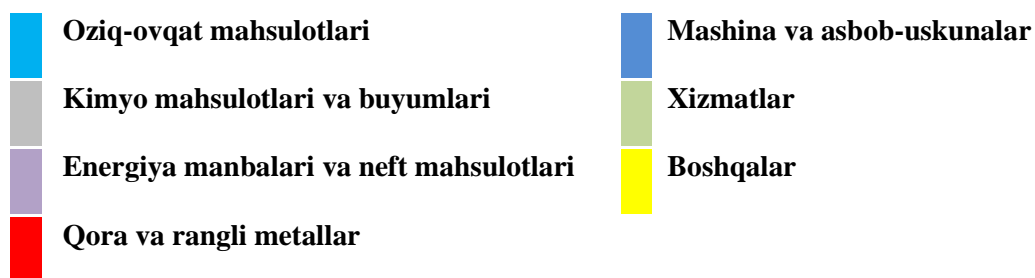 Oziq-ovqat mahsulotlari
Mashina va asbob-uskunalar
Kimyo mahsulotlari va buyumlari
Xizmatlar
Energiya manbalari va neft mahsulotlari
Boshqalar
Qora va rangli metallar